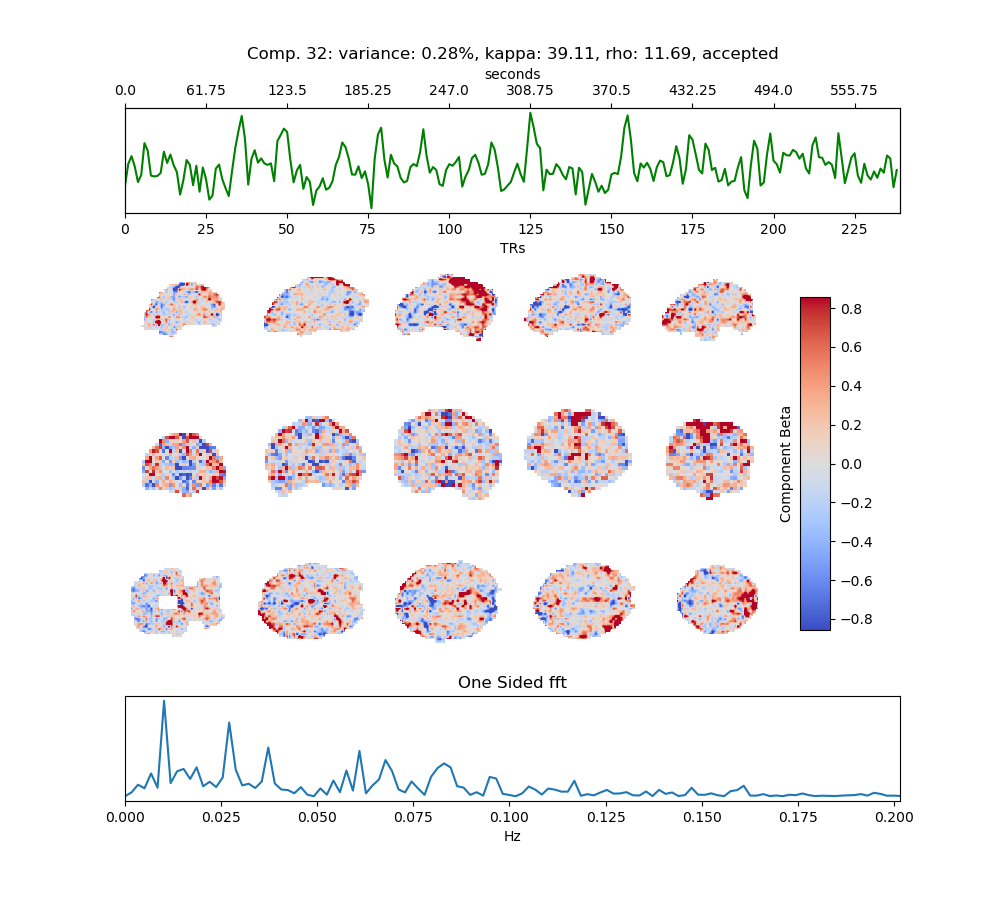 Comp. 32: variance: 0.28%, kappa: 39.11, rho: 11.69, accepted
seconds
0.0 61.75 123.5 185.25 247.0 308.75 370.5 432.25 494.0 555.75
0 25 50 75 100 125 150 175 200 225
TRs
0.8
0.6
0.4
0.2
0.0
−0.2
−0.4
−0.6
−0.8
Component Beta
One Sided fft
0.000 0.025 0.050 0.075 0.100 0.125 0.150 0.175 0.200
Hz